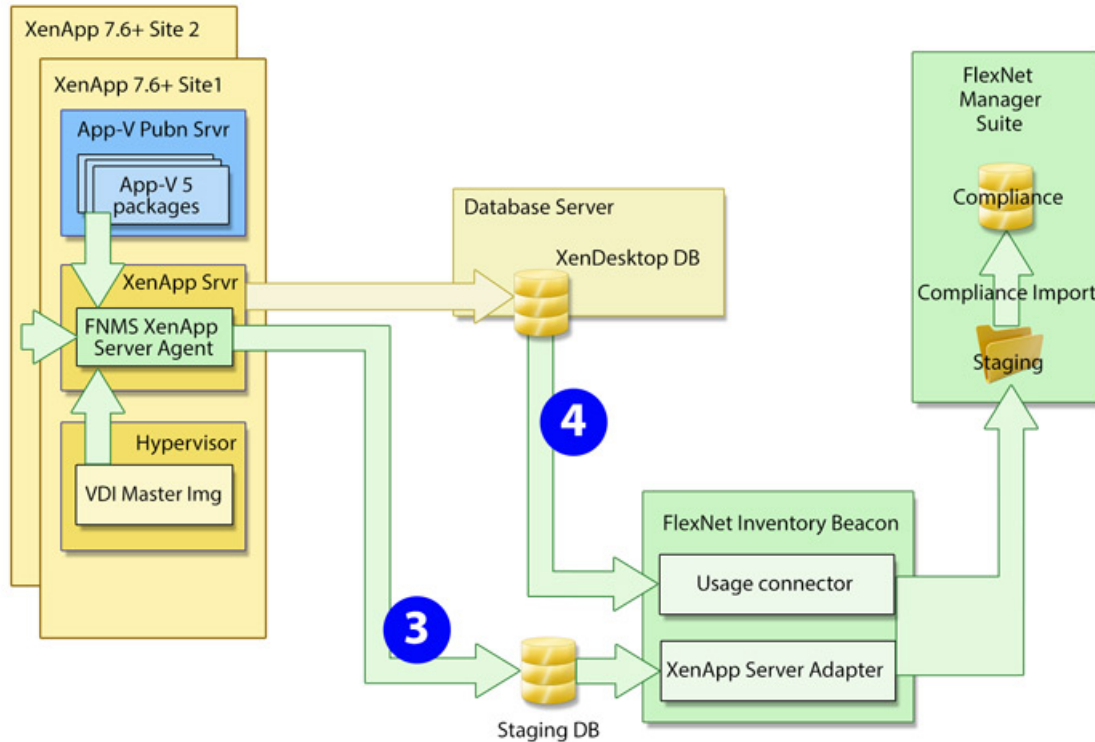 XenApp 7.6+ Site 2
XenApp 7.6+ Site1
App-V Pubn Srvr
App-V 5
packages
XenApp Srvr
FNMS XenApp
Server Agent
Hypervisor
VDI Master Img
Database Server
XenDesktop DB
4
3
Staging DB
FlexNet Inventory Beacon
Usage connector
XenApp Server Adapter
FlexNet
Manager
Suite
Compliance
Compliance Import
Staging